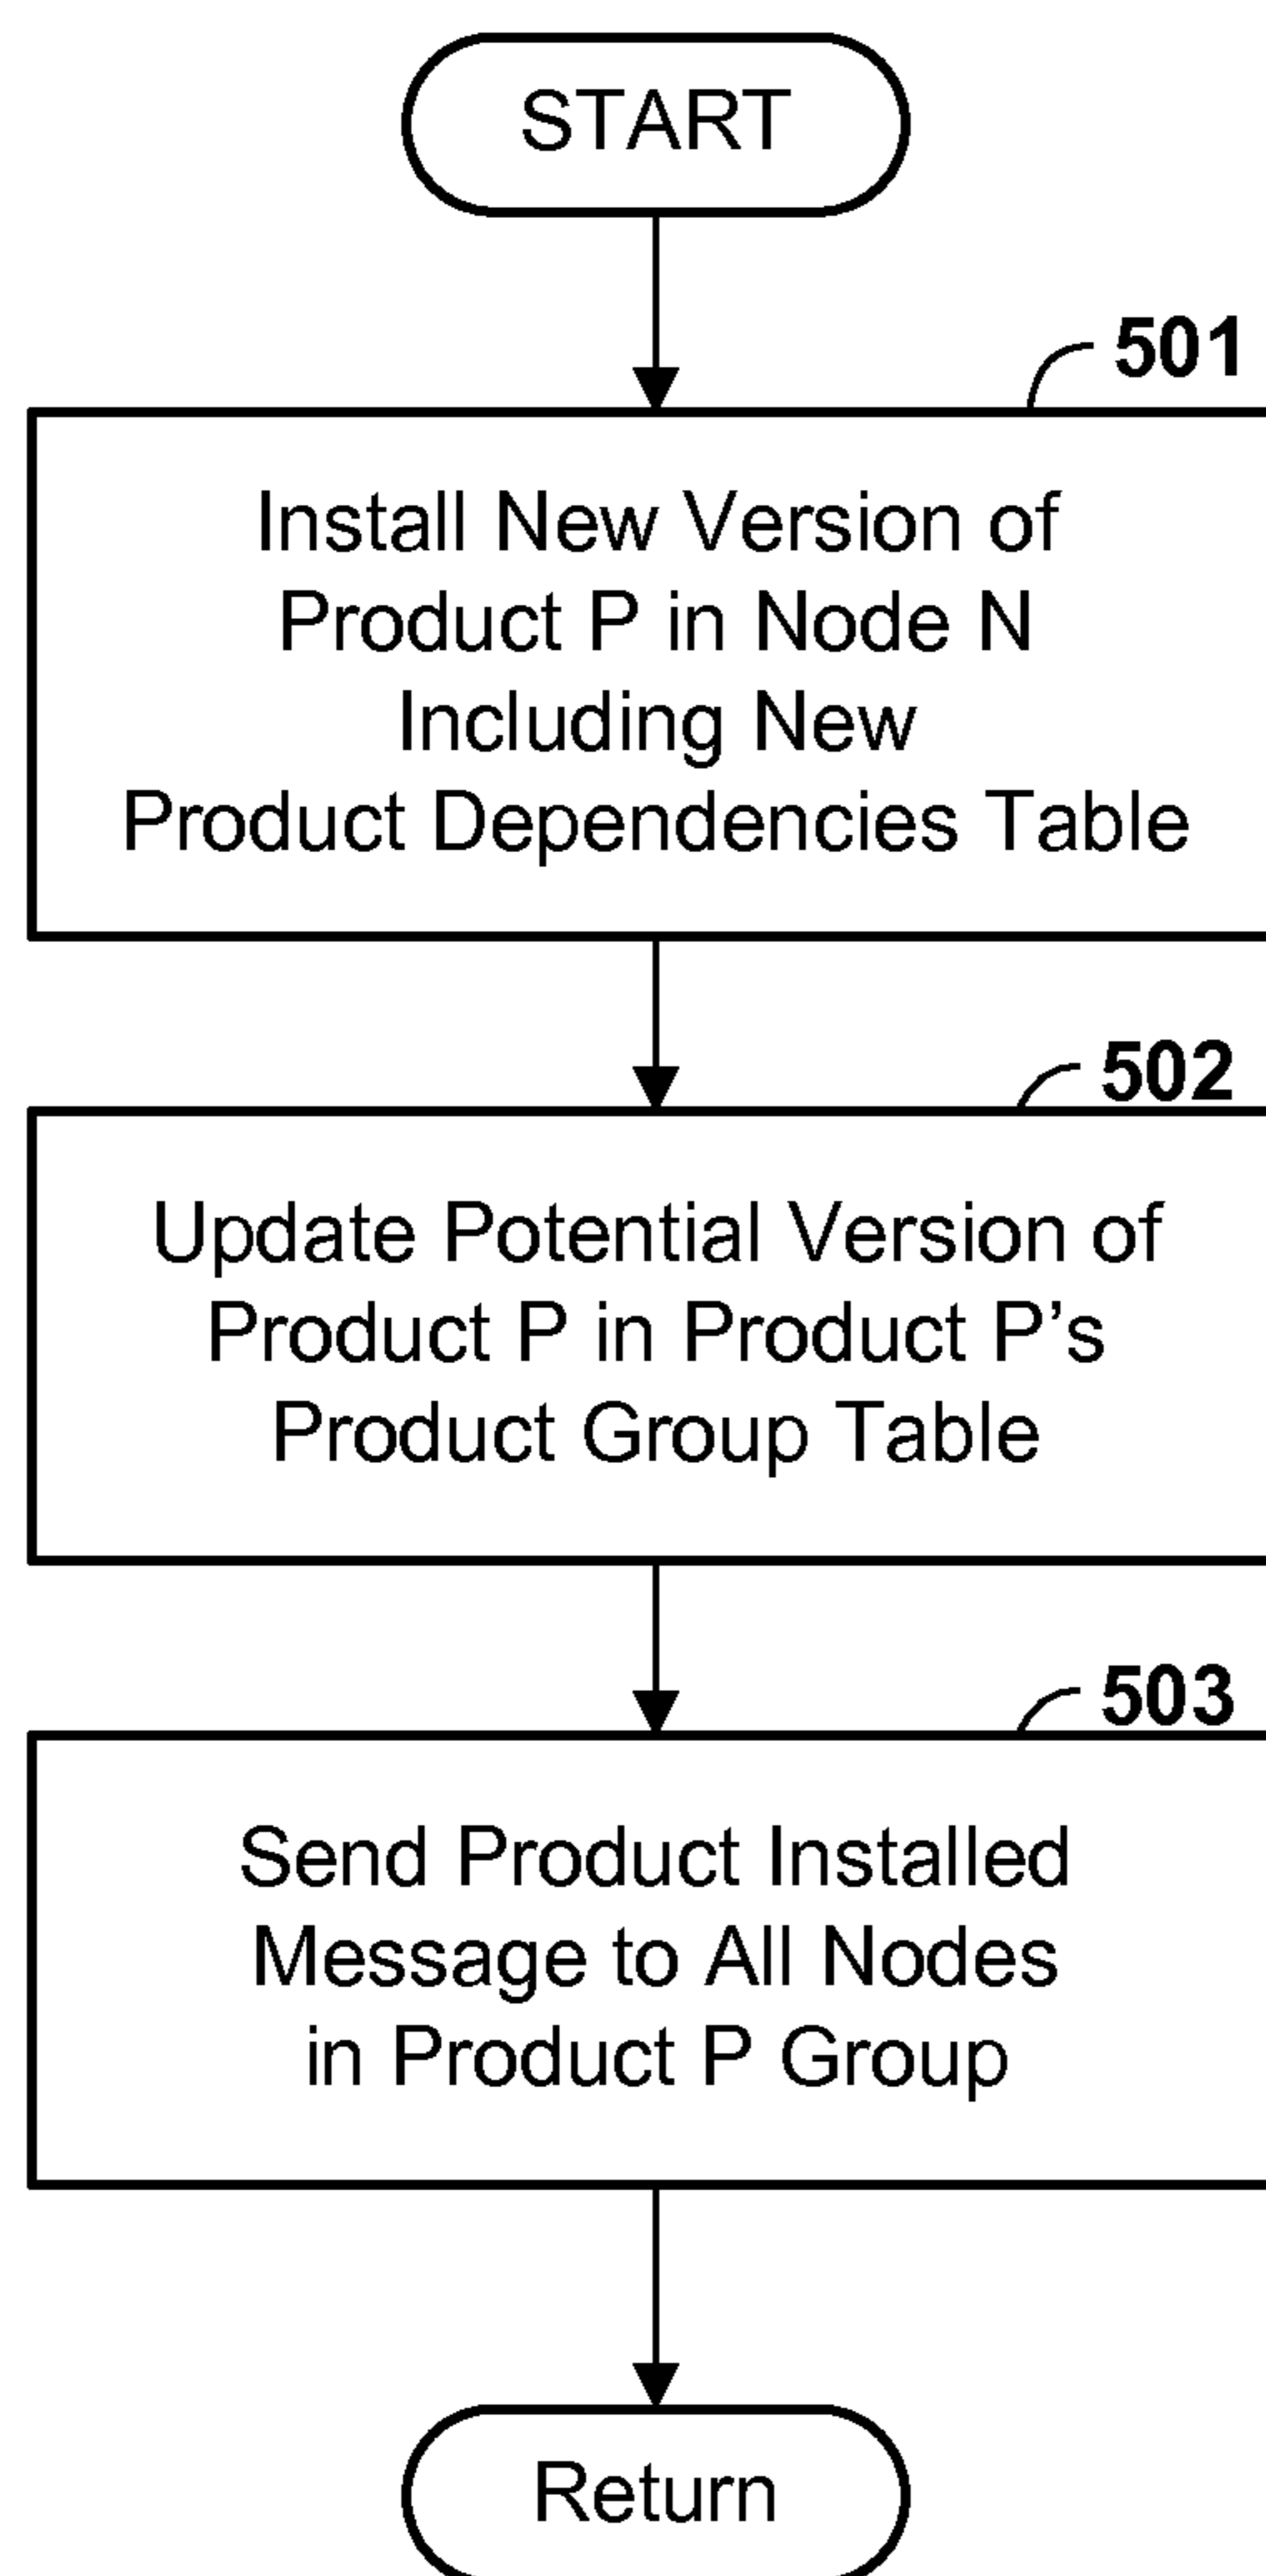 START
501
Install New Version of
Product P in Node N
Including New
Product Dependencies Table
502
Update Potential Version of
Product P in Product P’s
Product Group Table
503
Send Product Installed
Message to All Nodes
in Product P Group
Return